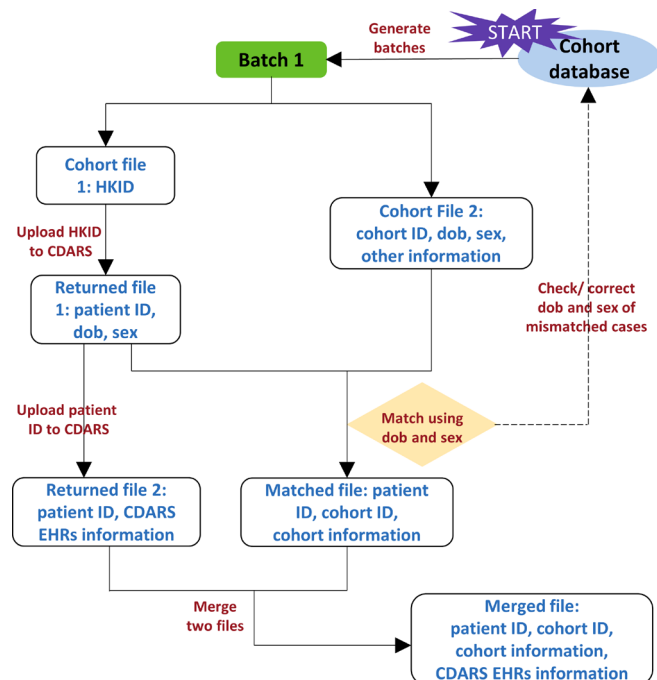 START
Generate
batches
Cohort
database
Batch 1
Cohort file
1: HKID
Cohort File 2:
cohort ID, dob, sex,
other information
Upload HKID
to CDARS
Returned file
1: patient ID,
dob, sex
Check/ correct
dob and sex of
mismatched cases
Upload patient
ID to CDARS
Match using
dob and sex
Returned file 2:
patient ID, CDARS
EHRs information
Matched file: patient
ID, cohort ID,
cohort information
Merge
two files
Merged file:
patient ID, cohort ID,
cohort information,
CDARS EHRs information